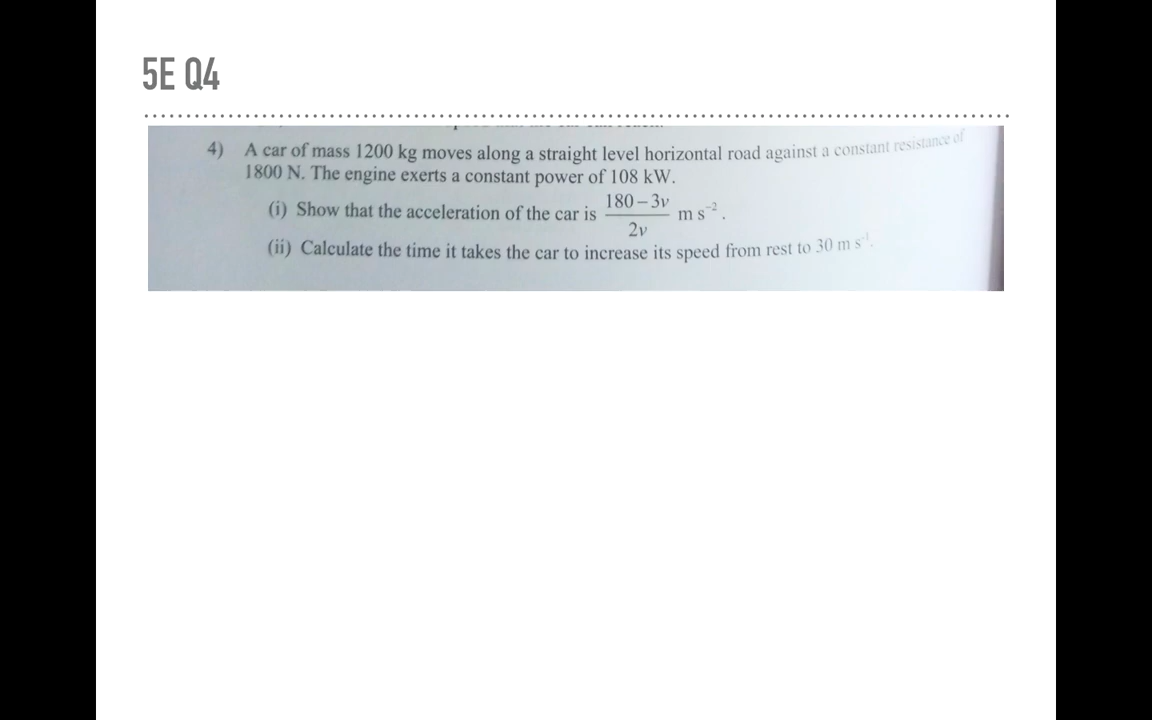 5E Q4
4) A car of mass 1200 kg moves along a straight level horizontal road against a constant resistance of
1800 N. The engine exerts a constant power of 108 kW.
(i) Show that the acceleration of the car is (180 − 3v)/(2v) m s⁻².
(ii) Calculate the time it takes the car to increase its speed from rest to 30 m s⁻¹.